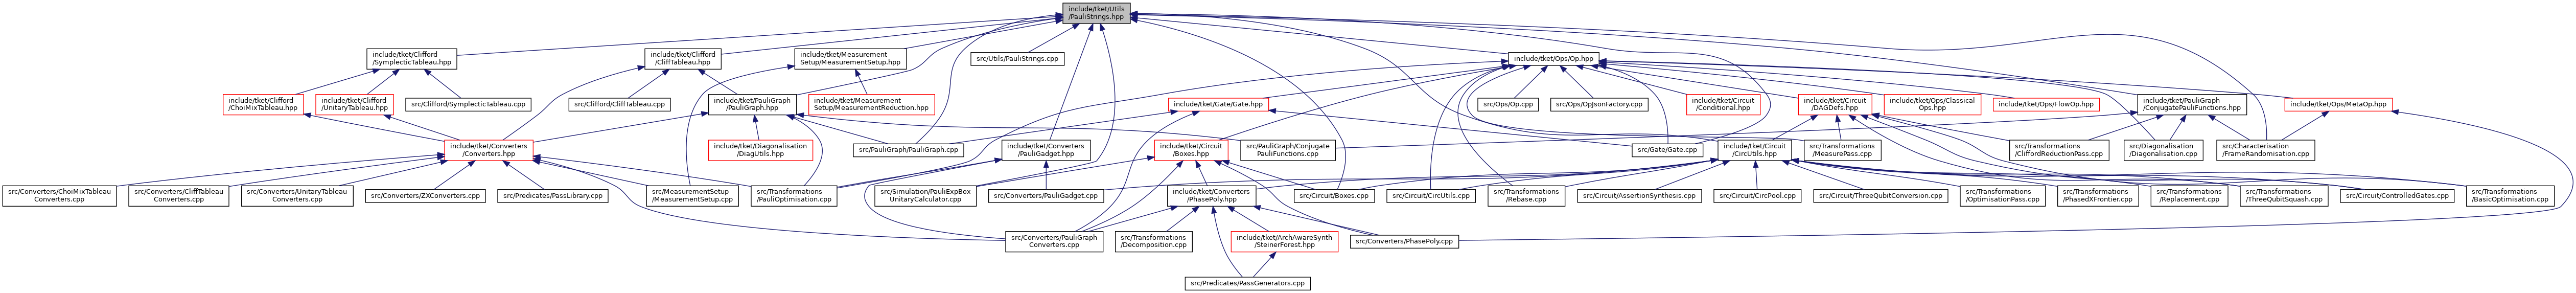 include/tket/Utils
/PauliStrings.hpp
include/tket/Clifford
/SymplecticTableau.hpp
include/tket/Clifford
/CliffTableau.hpp
include/tket/Measurement
Setup/MeasurementSetup.hpp
src/Utils/PauliStrings.cpp
include/tket/Ops/Op.hpp
include/tket/Clifford
/ChoiMixTableau.hpp
include/tket/Clifford
/UnitaryTableau.hpp
src/Clifford/SymplecticTableau.cpp
src/Clifford/CliffTableau.cpp
include/tket/PauliGraph
/PauliGraph.hpp
include/tket/Measurement
Setup/MeasurementReduction.hpp
include/tket/Gate/Gate.hpp
src/Ops/Op.cpp
src/Ops/OpJsonFactory.cpp
include/tket/Circuit
/Conditional.hpp
include/tket/Circuit
/DAGDefs.hpp
include/tket/Ops/Classical
Ops.hpp
include/tket/Ops/FlowOp.hpp
include/tket/PauliGraph
/ConjugatePauliFunctions.hpp
include/tket/Ops/MetaOp.hpp
include/tket/Converters
/Converters.hpp
include/tket/Diagonalisation
/DiagUtils.hpp
src/PauliGraph/PauliGraph.cpp
include/tket/Converters
/PauliGadget.hpp
include/tket/Circuit
/Boxes.hpp
src/PauliGraph/Conjugate
PauliFunctions.cpp
src/Gate/Gate.cpp
include/tket/Circuit
/CircUtils.hpp
src/Transformations
/MeasurePass.cpp
src/Transformations
/CliffordReductionPass.cpp
src/Diagonalisation
/Diagonalisation.cpp
src/Characterisation
/FrameRandomisation.cpp
src/Converters/ChoiMixTableau
Converters.cpp
src/Converters/CliffTableau
Converters.cpp
src/Converters/UnitaryTableau
Converters.cpp
src/Converters/ZXConverters.cpp
src/Predicates/PassLibrary.cpp
src/MeasurementSetup
/MeasurementSetup.cpp
src/Transformations
/PauliOptimisation.cpp
src/Simulation/PauliExpBox
UnitaryCalculator.cpp
src/Converters/PauliGadget.cpp
include/tket/Converters
/PhasePoly.hpp
src/Circuit/Boxes.cpp
src/Circuit/CircUtils.cpp
src/Transformations
/Rebase.cpp
src/Circuit/AssertionSynthesis.cpp
src/Circuit/CircPool.cpp
src/Circuit/ThreeQubitConversion.cpp
src/Transformations
/OptimisationPass.cpp
src/Transformations
/PhasedXFrontier.cpp
src/Transformations
/Replacement.cpp
src/Transformations
/ThreeQubitSquash.cpp
src/Circuit/ControlledGates.cpp
src/Transformations
/BasicOptimisation.cpp
src/Converters/PauliGraph
Converters.cpp
src/Transformations
/Decomposition.cpp
include/tket/ArchAwareSynth
/SteinerForest.hpp
src/Converters/PhasePoly.cpp
src/Predicates/PassGenerators.cpp